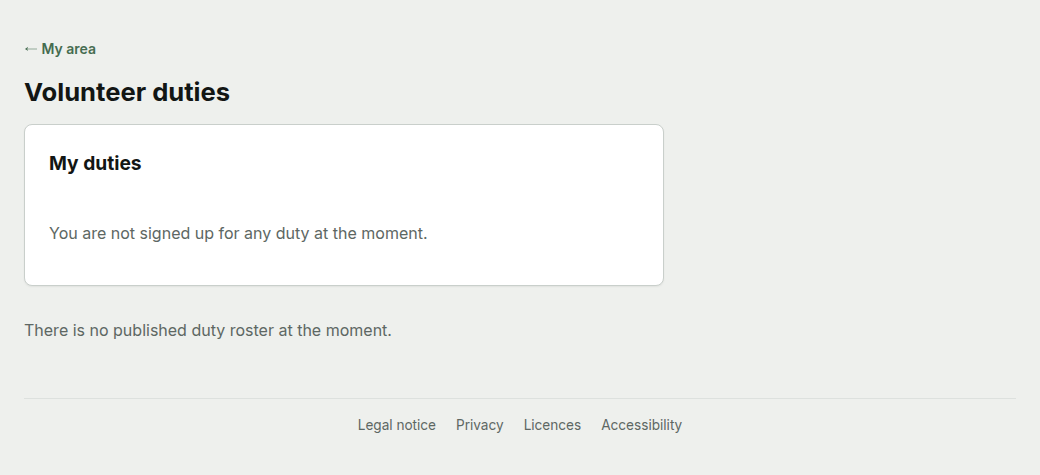 ← My area
Volunteer duties
My duties
You are not signed up for any duty at the moment.
There is no published duty roster at the moment.
Legal notice Privacy Licences Accessibility